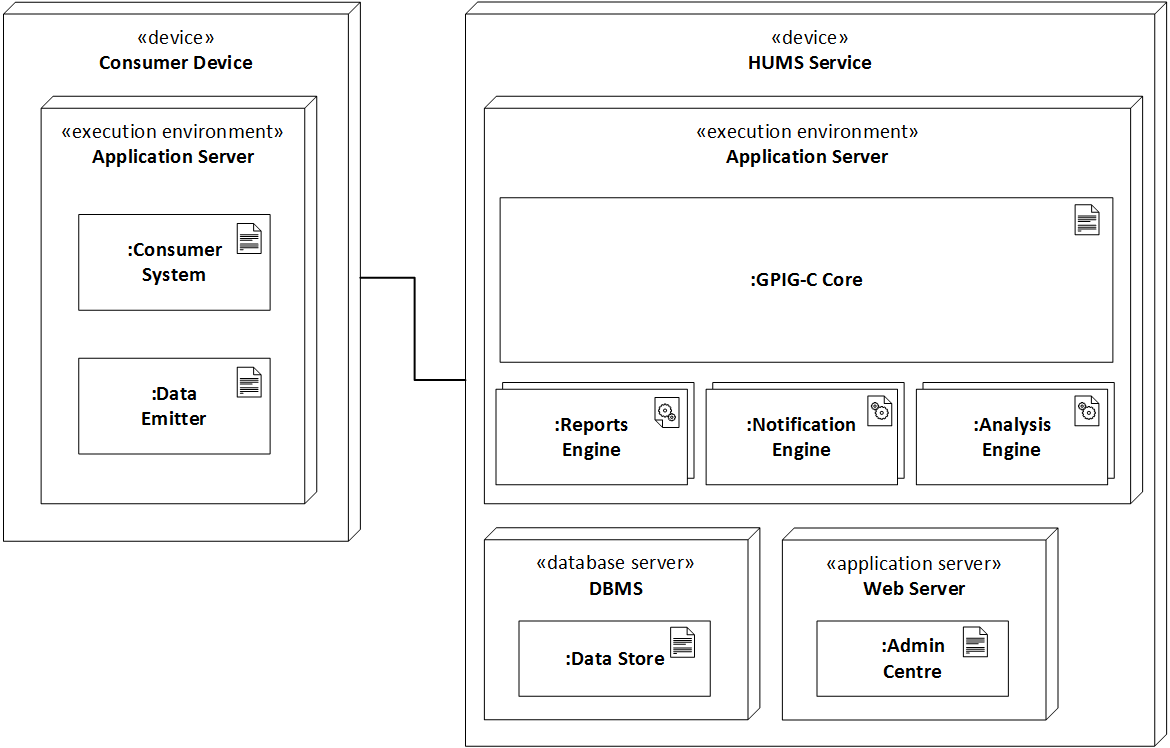 «device»
Consumer Device
«execution environment»
Application Server
:Consumer
System
:Data
Emitter
«device»
HUMS Service
«execution environment»
Application Server
:GPIG-C Core
:Reports
Engine
:Notification
Engine
:Analysis
Engine
«database server»
DBMS
:Data Store
«application server»
Web Server
:Admin
Centre